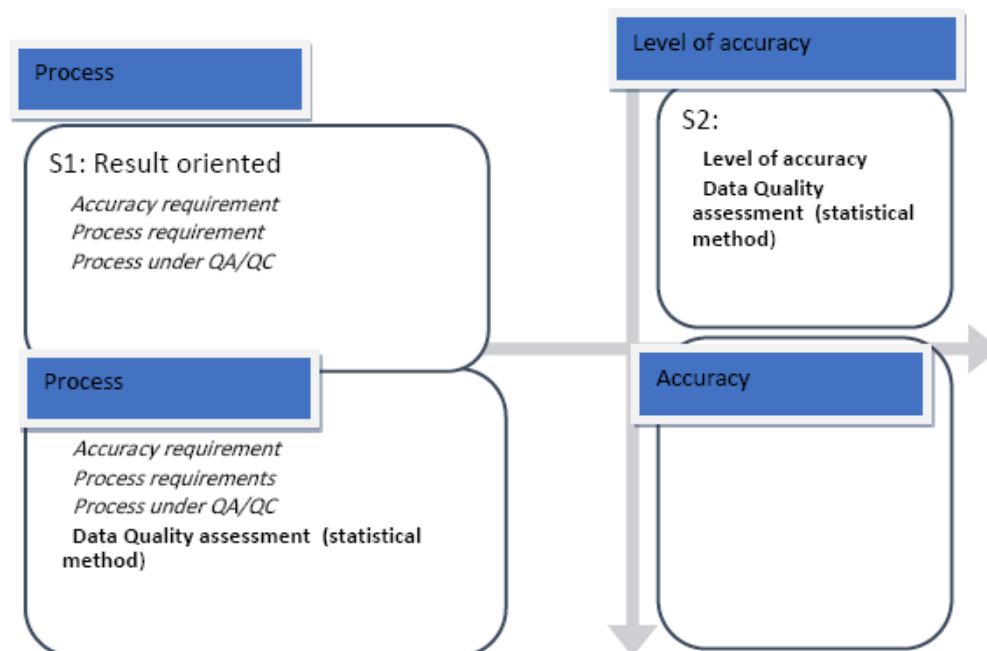 Process
S1: Result oriented
Accuracy requirement
Process requirement
Process under QA/QC
Level of accuracy
S2:
Level of accuracy
Data Quality
assessment (statistical
method)
Process
Accuracy requirement
Process requirements
Process under QA/QC
Data Quality assessment (statistical
method)
Accuracy